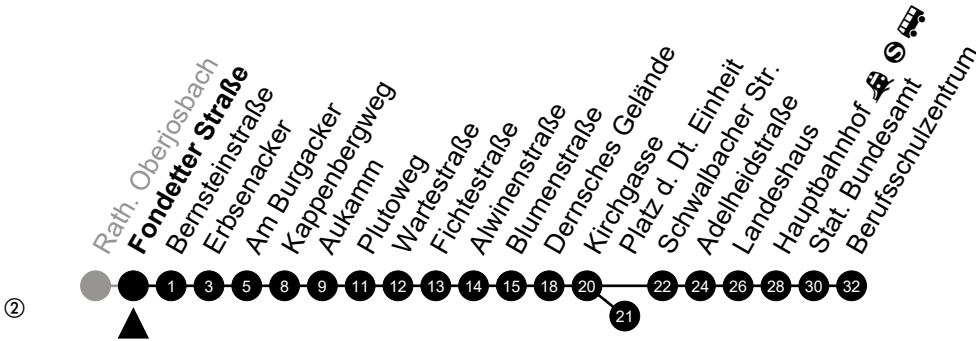 Rath. Oberjosbach
Fondetter Straße
Bernsteinstraße
Erbsenacker
Am Burgacker
Kappenbergweg
Aukamm
Plutoweg
Wartestraße
Fichtestraße
Alwinenstraße
Blumenstraße
Dernsches Gelände
Kirchgasse
Platz d. Dt. Einheit
Schwalbacher Str.
Adelheidstraße
Landeshaus
Hauptbahnhof S
Stat. Bundesamt
Berufsschulzentrum
② 1 3 5 8 9 11 12 13 14 15 18 20 22 24 26 28 30 32
21